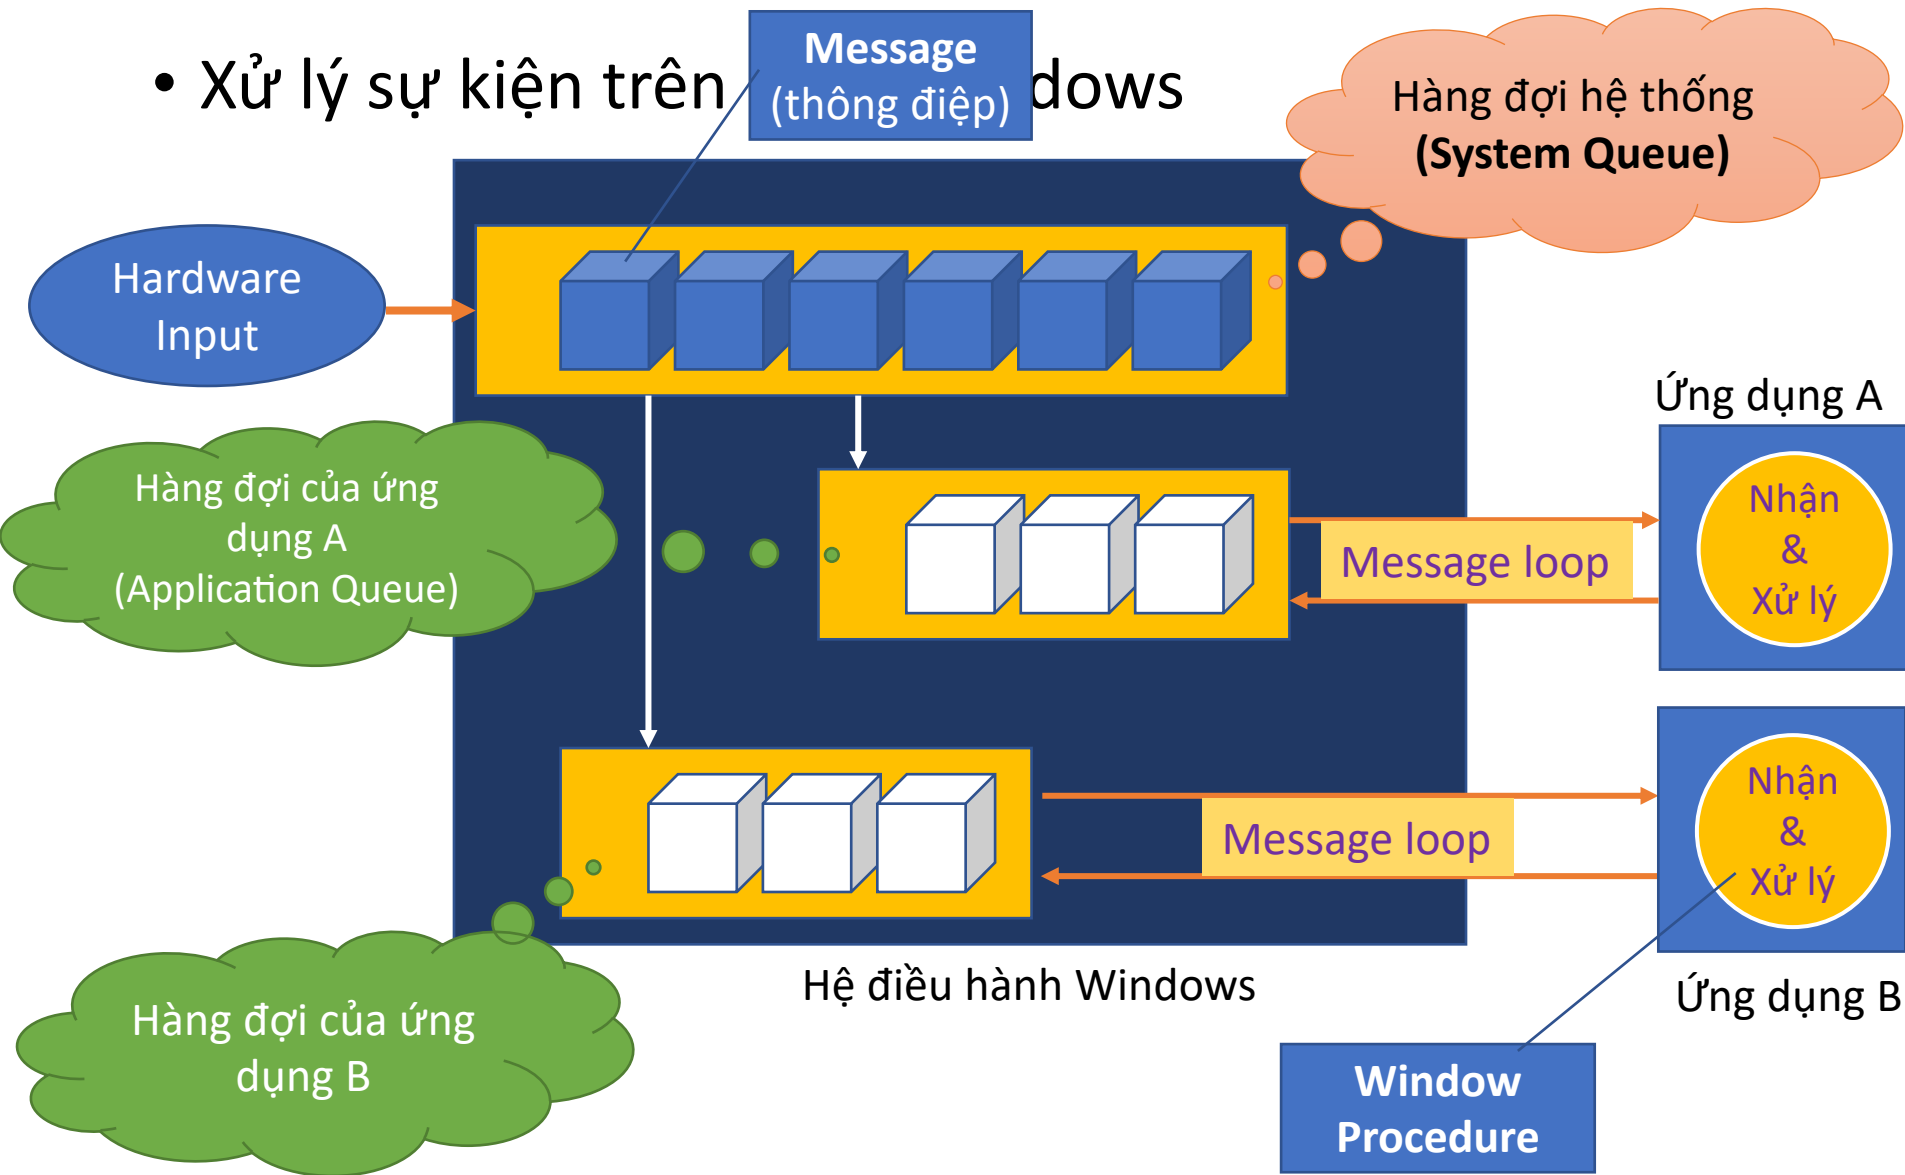 • Xử lý sự kiện trên dows
Message
(thông điệp)
Hàng đợi hệ thống
(System Queue)
Hardware
Input
Ứng dụng A
Hàng đợi của ứng
dụng A
(Application Queue)
Nhận
&
Xử lý
Message loop
Nhận
&
Xử lý
Message loop
Hệ điều hành Windows
Ứng dụng B
Hàng đợi của ứng
dụng B
Window
Procedure